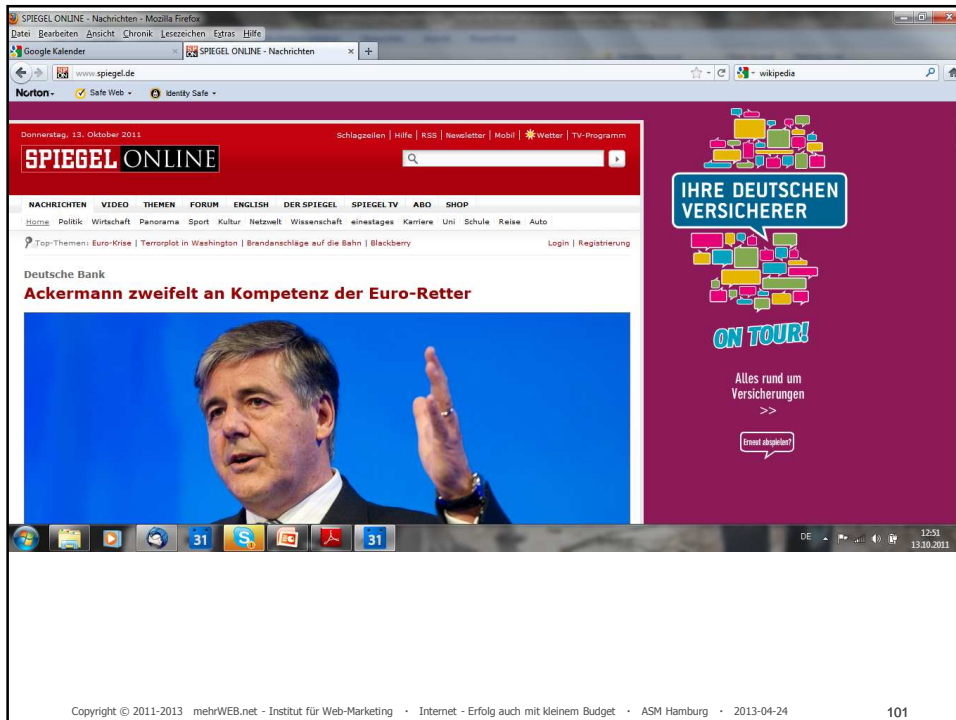 SPIEGEL ONLINE - Nachrichten - Mozilla Firefox
Datei Bearbeiten Ansicht Chronik Lesezeichen Extras Hilfe
Google Kalender × SPIEGEL ONLINE - Nachrichten × +
www.spiegel.de wikipedia
Norton Safe Web Identity Safe
Donnerstag, 13. Oktober 2011
Schlagzeilen | Hilfe | RSS | Newsletter | Mobil | Wetter | TV-Programm
SPIEGEL ONLINE
NACHRICHTEN VIDEO THEMEN FORUM ENGLISH DER SPIEGEL SPIEGEL TV ABO SHOP
Home Politik Wirtschaft Panorama Sport Kultur Netzwelt Wissenschaft einestages Karriere Uni Schule Reise Auto
Top-Themen: Euro-Krise | Terrorplot in Washington | Brandanschläge auf die Bahn | Blackberry
Login | Registrierung
Deutsche Bank
Ackermann zweifelt an Kompetenz der Euro-Retter
IHRE DEUTSCHEN
VERSICHERER
ON TOUR!
Alles rund um
Versicherungen
>>
Erneut abspielen?
31 31
DE
12:51
13.10.2011
Copyright © 2011-2013 mehrWEB.net - Institut für Web-Marketing · Internet - Erfolg auch mit kleinem Budget · ASM Hamburg · 2013-04-24
101